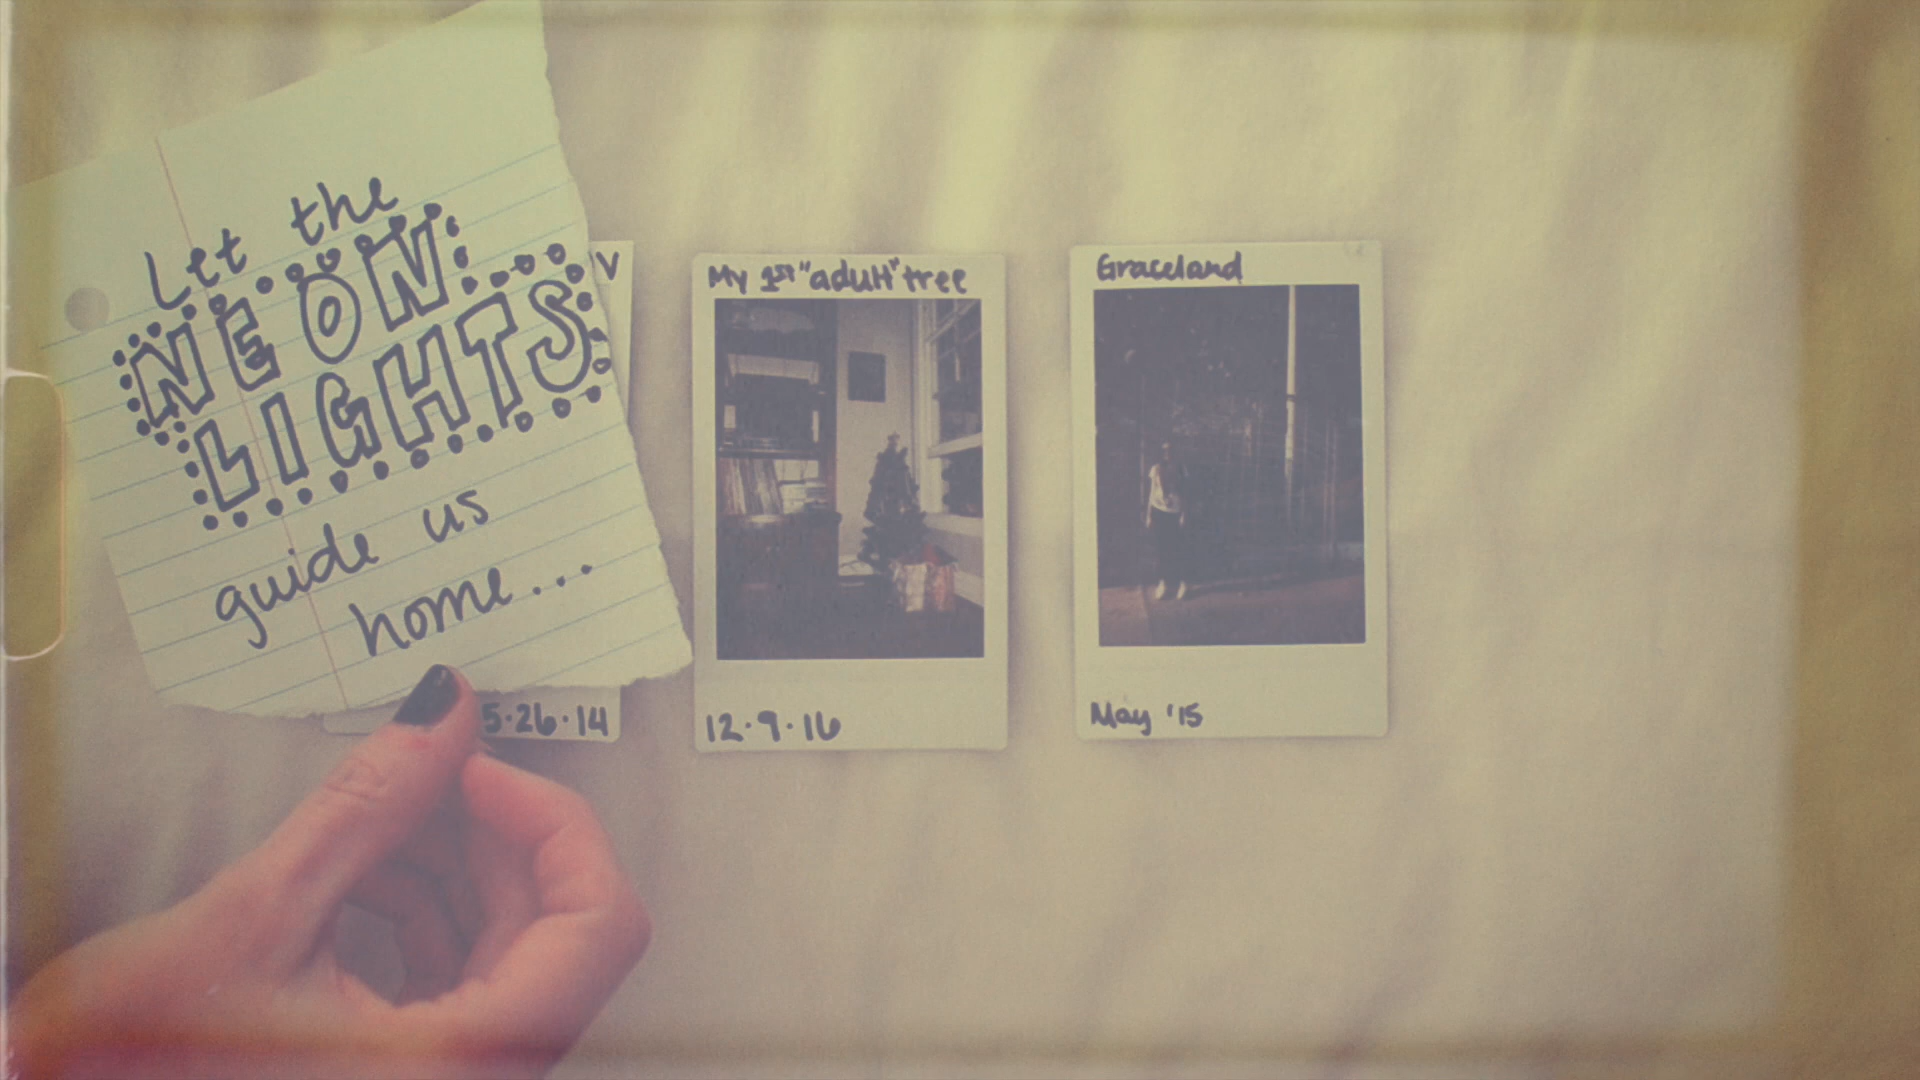 Let the
NEON
LIGHTS
guide us
home...
V
5.26.14
My 1st "adult" tree
12.9.16
Graceland
May '15